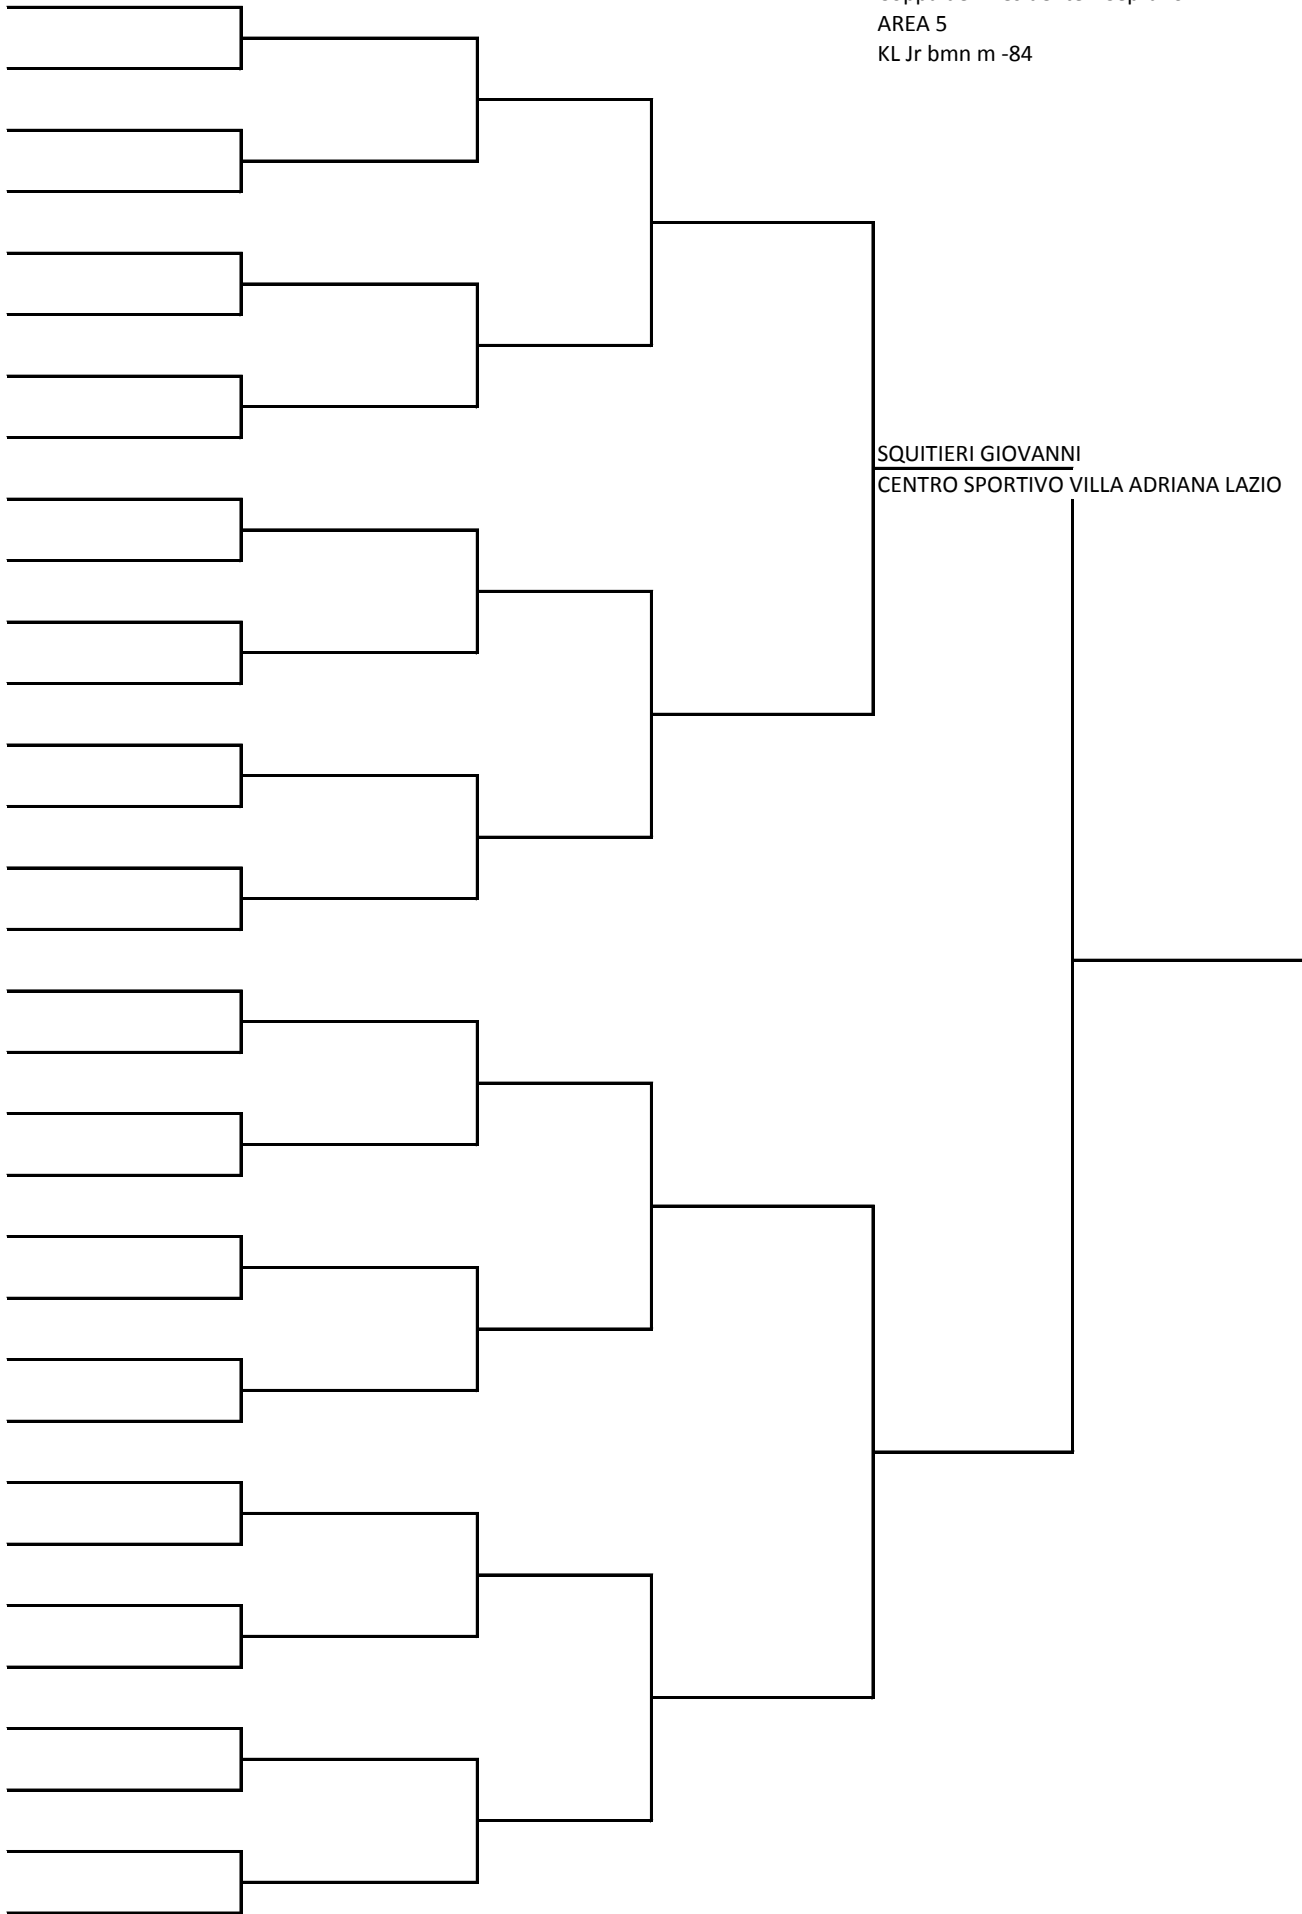 AREA 5
KL Jr bmn m -84
SQUITIERI GIOVANNI
CENTRO SPORTIVO VILLA ADRIANA LAZIO